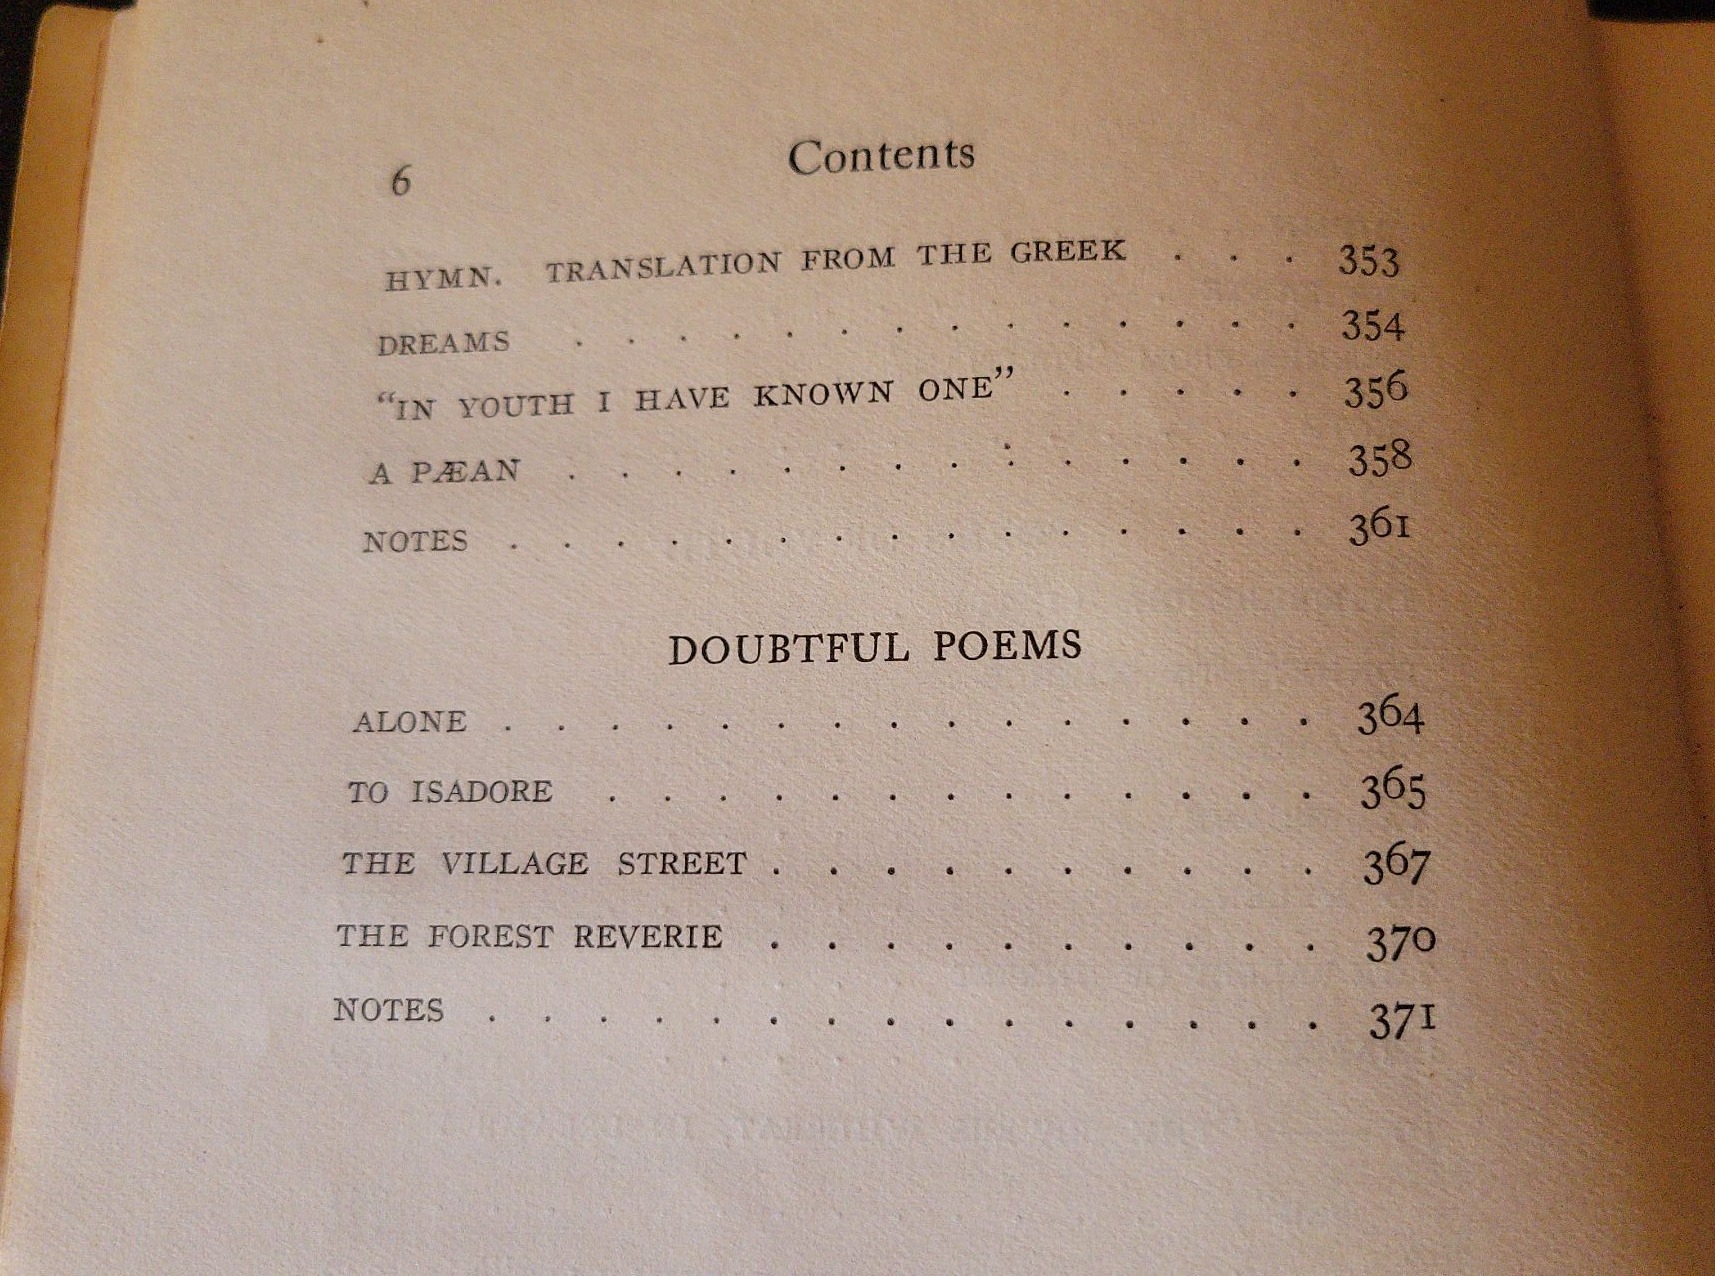 6 Contents
HYMN. TRANSLATION FROM THE GREEK . . . 353
DREAMS . . . . . . . . . . . . . . 354
“IN YOUTH I HAVE KNOWN ONE” . . . . . 356
A PÆAN . . . . . . . . . . . . . . 358
NOTES . . . . . . . . . . . . . . . 361
DOUBTFUL POEMS
ALONE . . . . . . . . . . . . . . . 364
TO ISADORE . . . . . . . . . . . . . 365
THE VILLAGE STREET . . . . . . . . . . 367
THE FOREST REVERIE . . . . . . . . . . 370
NOTES . . . . . . . . . . . . . . . 371